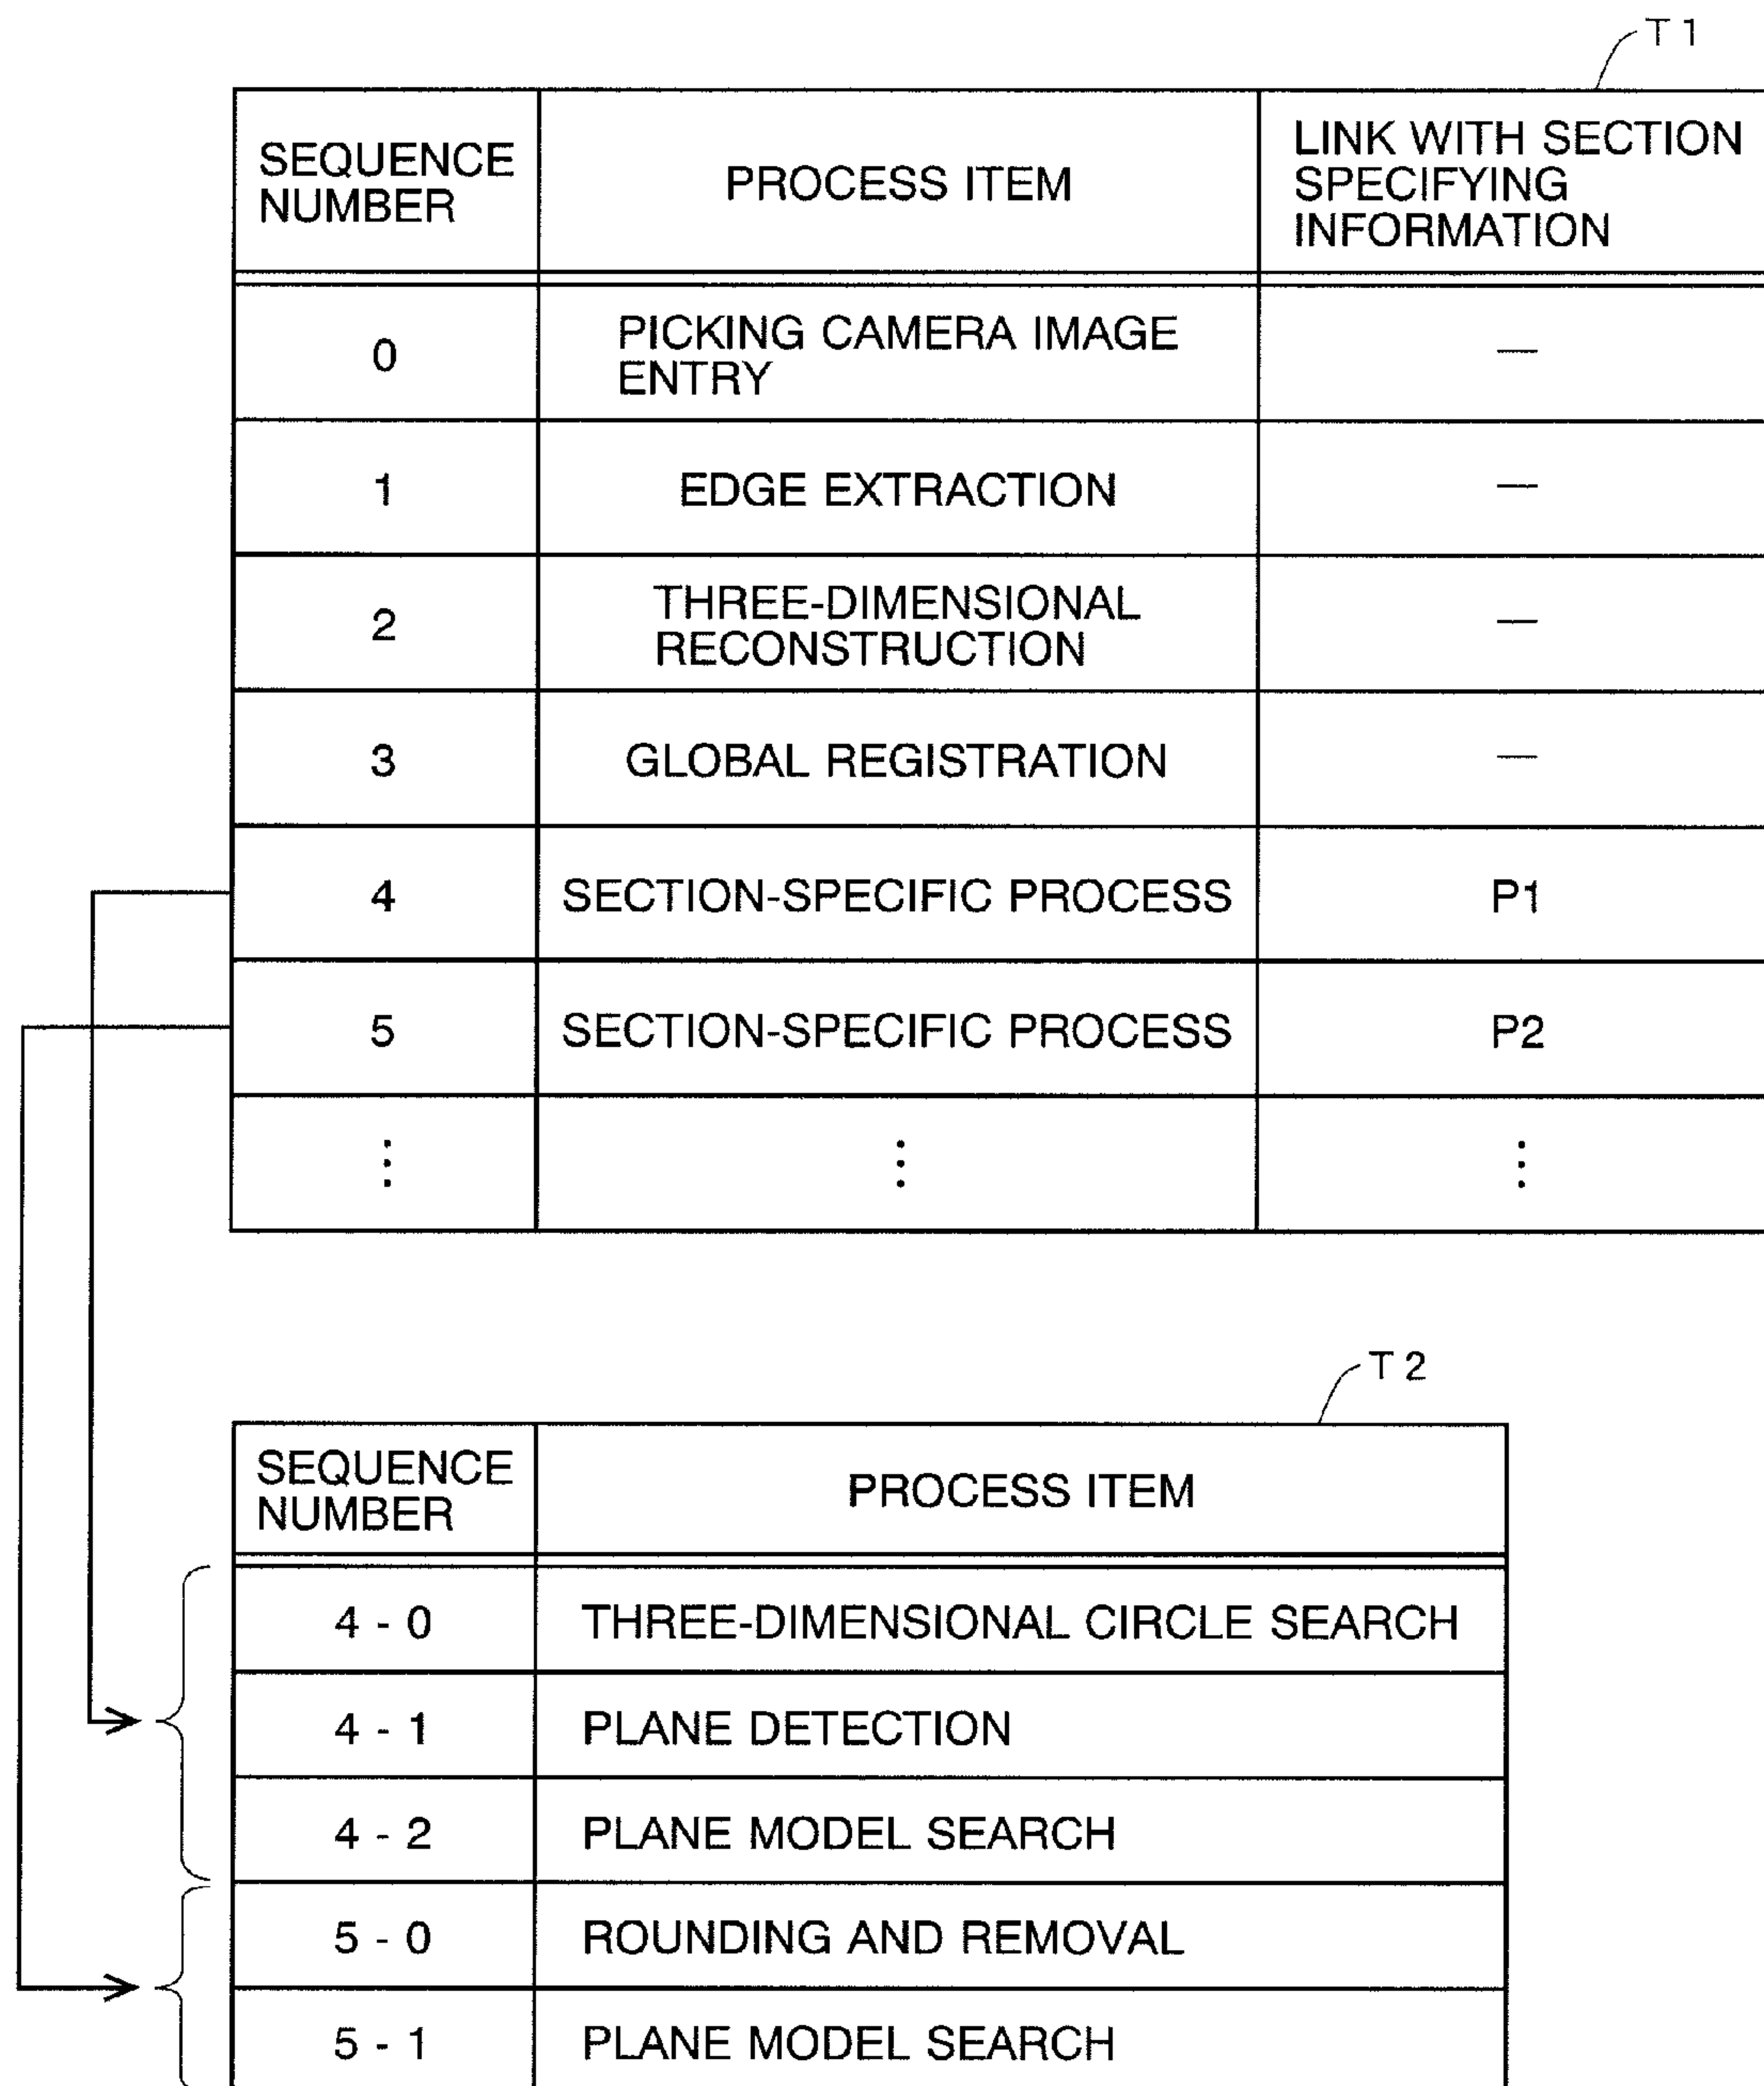 T 1
SEQUENCE
NUMBER
PROCESS ITEM
LINK WITH SECTION
SPECIFYING
INFORMATION
0
PICKING CAMERA IMAGE
ENTRY
—
1
EDGE EXTRACTION
—
2
THREE-DIMENSIONAL
RECONSTRUCTION
—
3
GLOBAL REGISTRATION
—
4
SECTION-SPECIFIC PROCESS
P1
5
SECTION-SPECIFIC PROCESS
P2
⋮
⋮
⋮
T 2
SEQUENCE
NUMBER
PROCESS ITEM
4 - 0
THREE-DIMENSIONAL CIRCLE SEARCH
4 - 1
PLANE DETECTION
4 - 2
PLANE MODEL SEARCH
5 - 0
ROUNDING AND REMOVAL
5 - 1
PLANE MODEL SEARCH